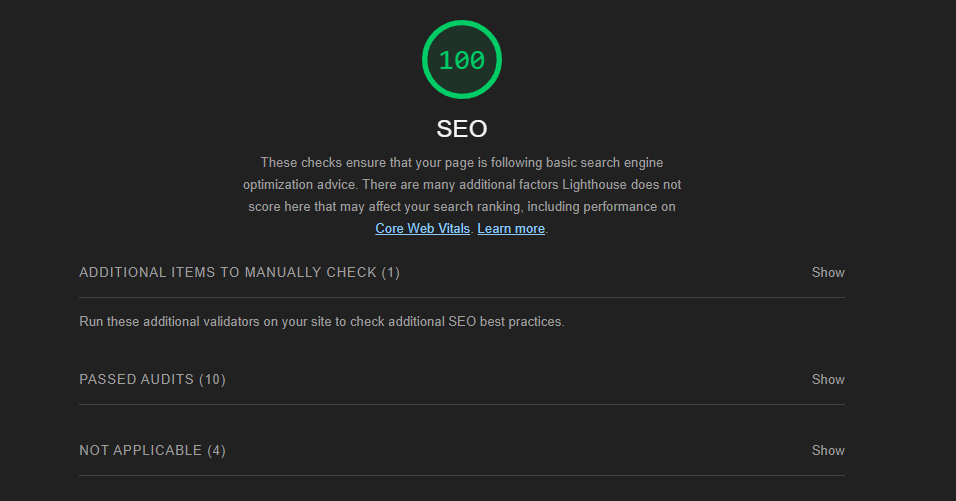 100
SEO
These checks ensure that your page is following basic search engine
optimization advice. There are many additional factors Lighthouse does not
score here that may affect your search ranking, including performance on
Core Web Vitals. Learn more.
ADDITIONAL ITEMS TO MANUALLY CHECK (1) Show
Run these additional validators on your site to check additional SEO best practices.
PASSED AUDITS (10) Show
NOT APPLICABLE (4) Show